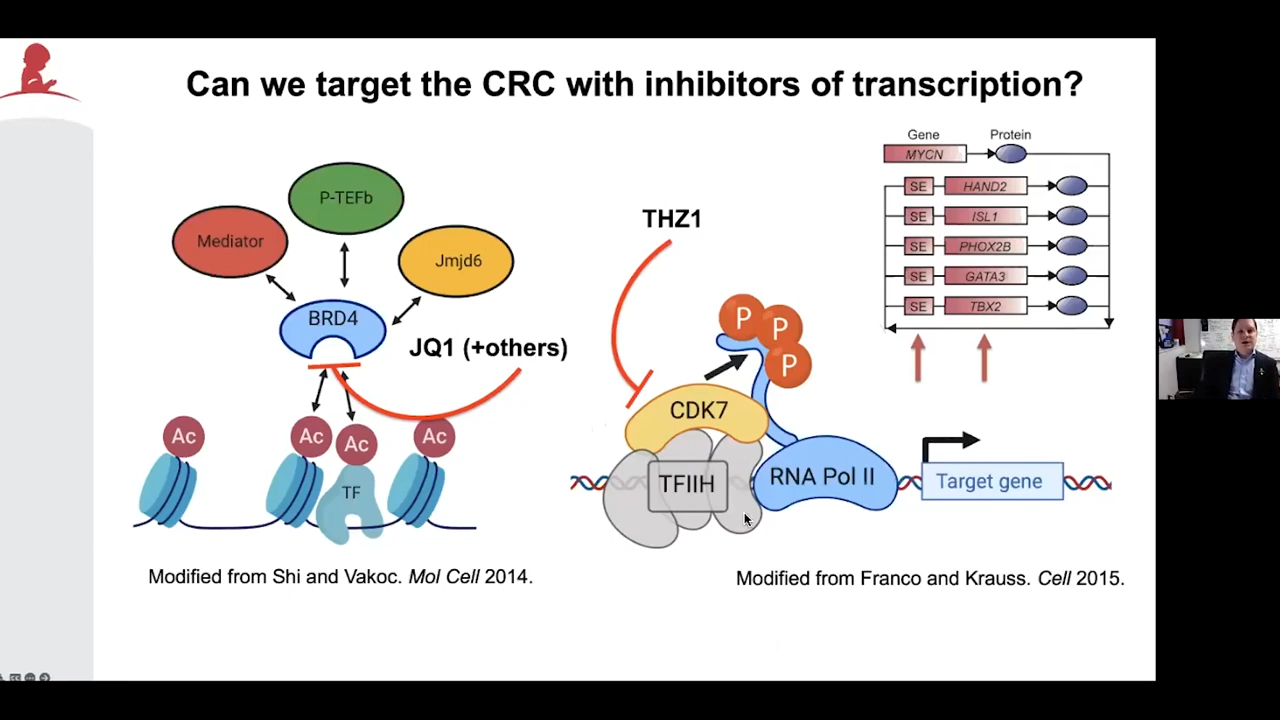 Can we target the CRC with inhibitors of transcription?
Gene Protein
MYCN
SE HAND2
SE ISL1
SE PHOX2B
SE GATA3
SE TBX2
P-TEFb
Mediator
Jmjd6
BRD4
JQ1 (+others)
Ac Ac Ac Ac
TF
THZ1
P P P
CDK7
TFIIH
RNA Pol II
Target gene
Modified from Shi and Vakoc. Mol Cell 2014.
Modified from Franco and Krauss. Cell 2015.